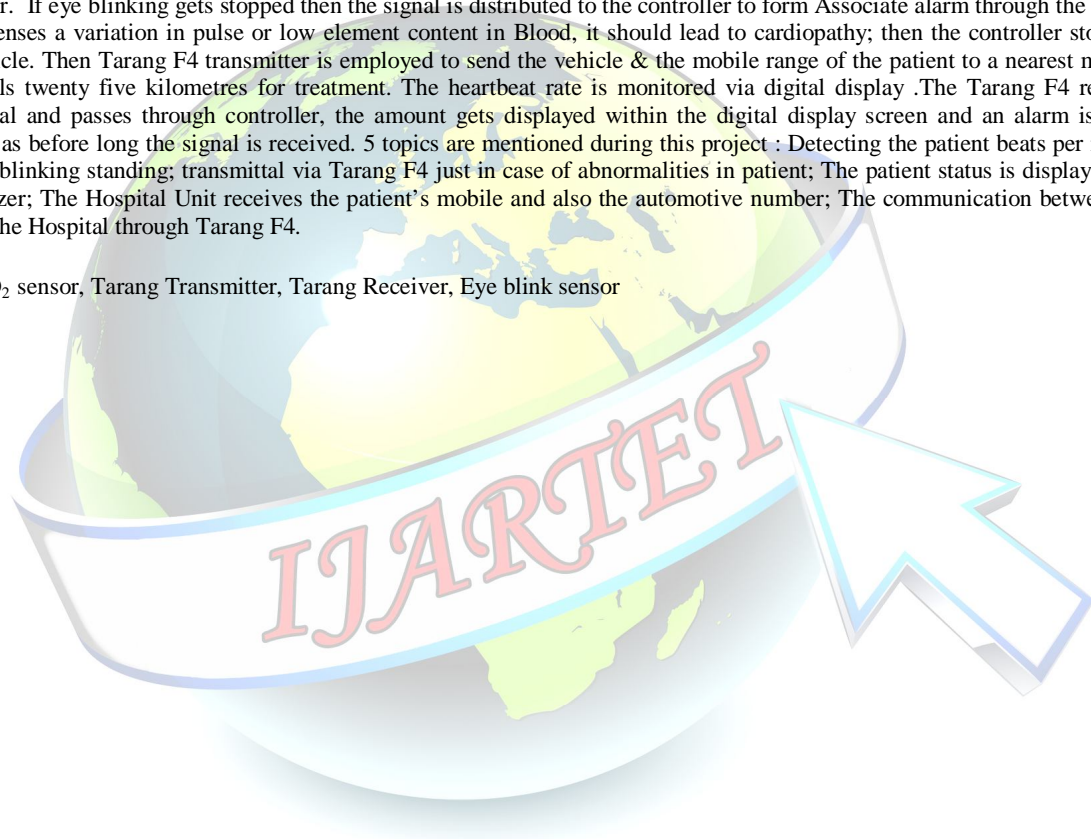 r. If eye blinking gets stopped then the signal is distributed to the controller to form Associate alarm through the
enses a variation in pulse or low element content in Blood, it should lead to cardiopathy; then the controller sto
cle. Then Tarang F4 transmitter is employed to send the vehicle & the mobile range of the patient to a nearest m
ls twenty five kilometres for treatment. The heartbeat rate is monitored via digital display .The Tarang F4 re
al and passes through controller, the amount gets displayed within the digital display screen and an alarm is
as before long the signal is received. 5 topics are mentioned during this project : Detecting the patient beats per
blinking standing; transmittal via Tarang F4 just in case of abnormalities in patient; The patient status is display
zer; The Hospital Unit receives the patient’s mobile and also the automotive number; The communication betwe
he Hospital through Tarang F4.
₂ sensor, Tarang Transmitter, Tarang Receiver, Eye blink sensor
IJARTET